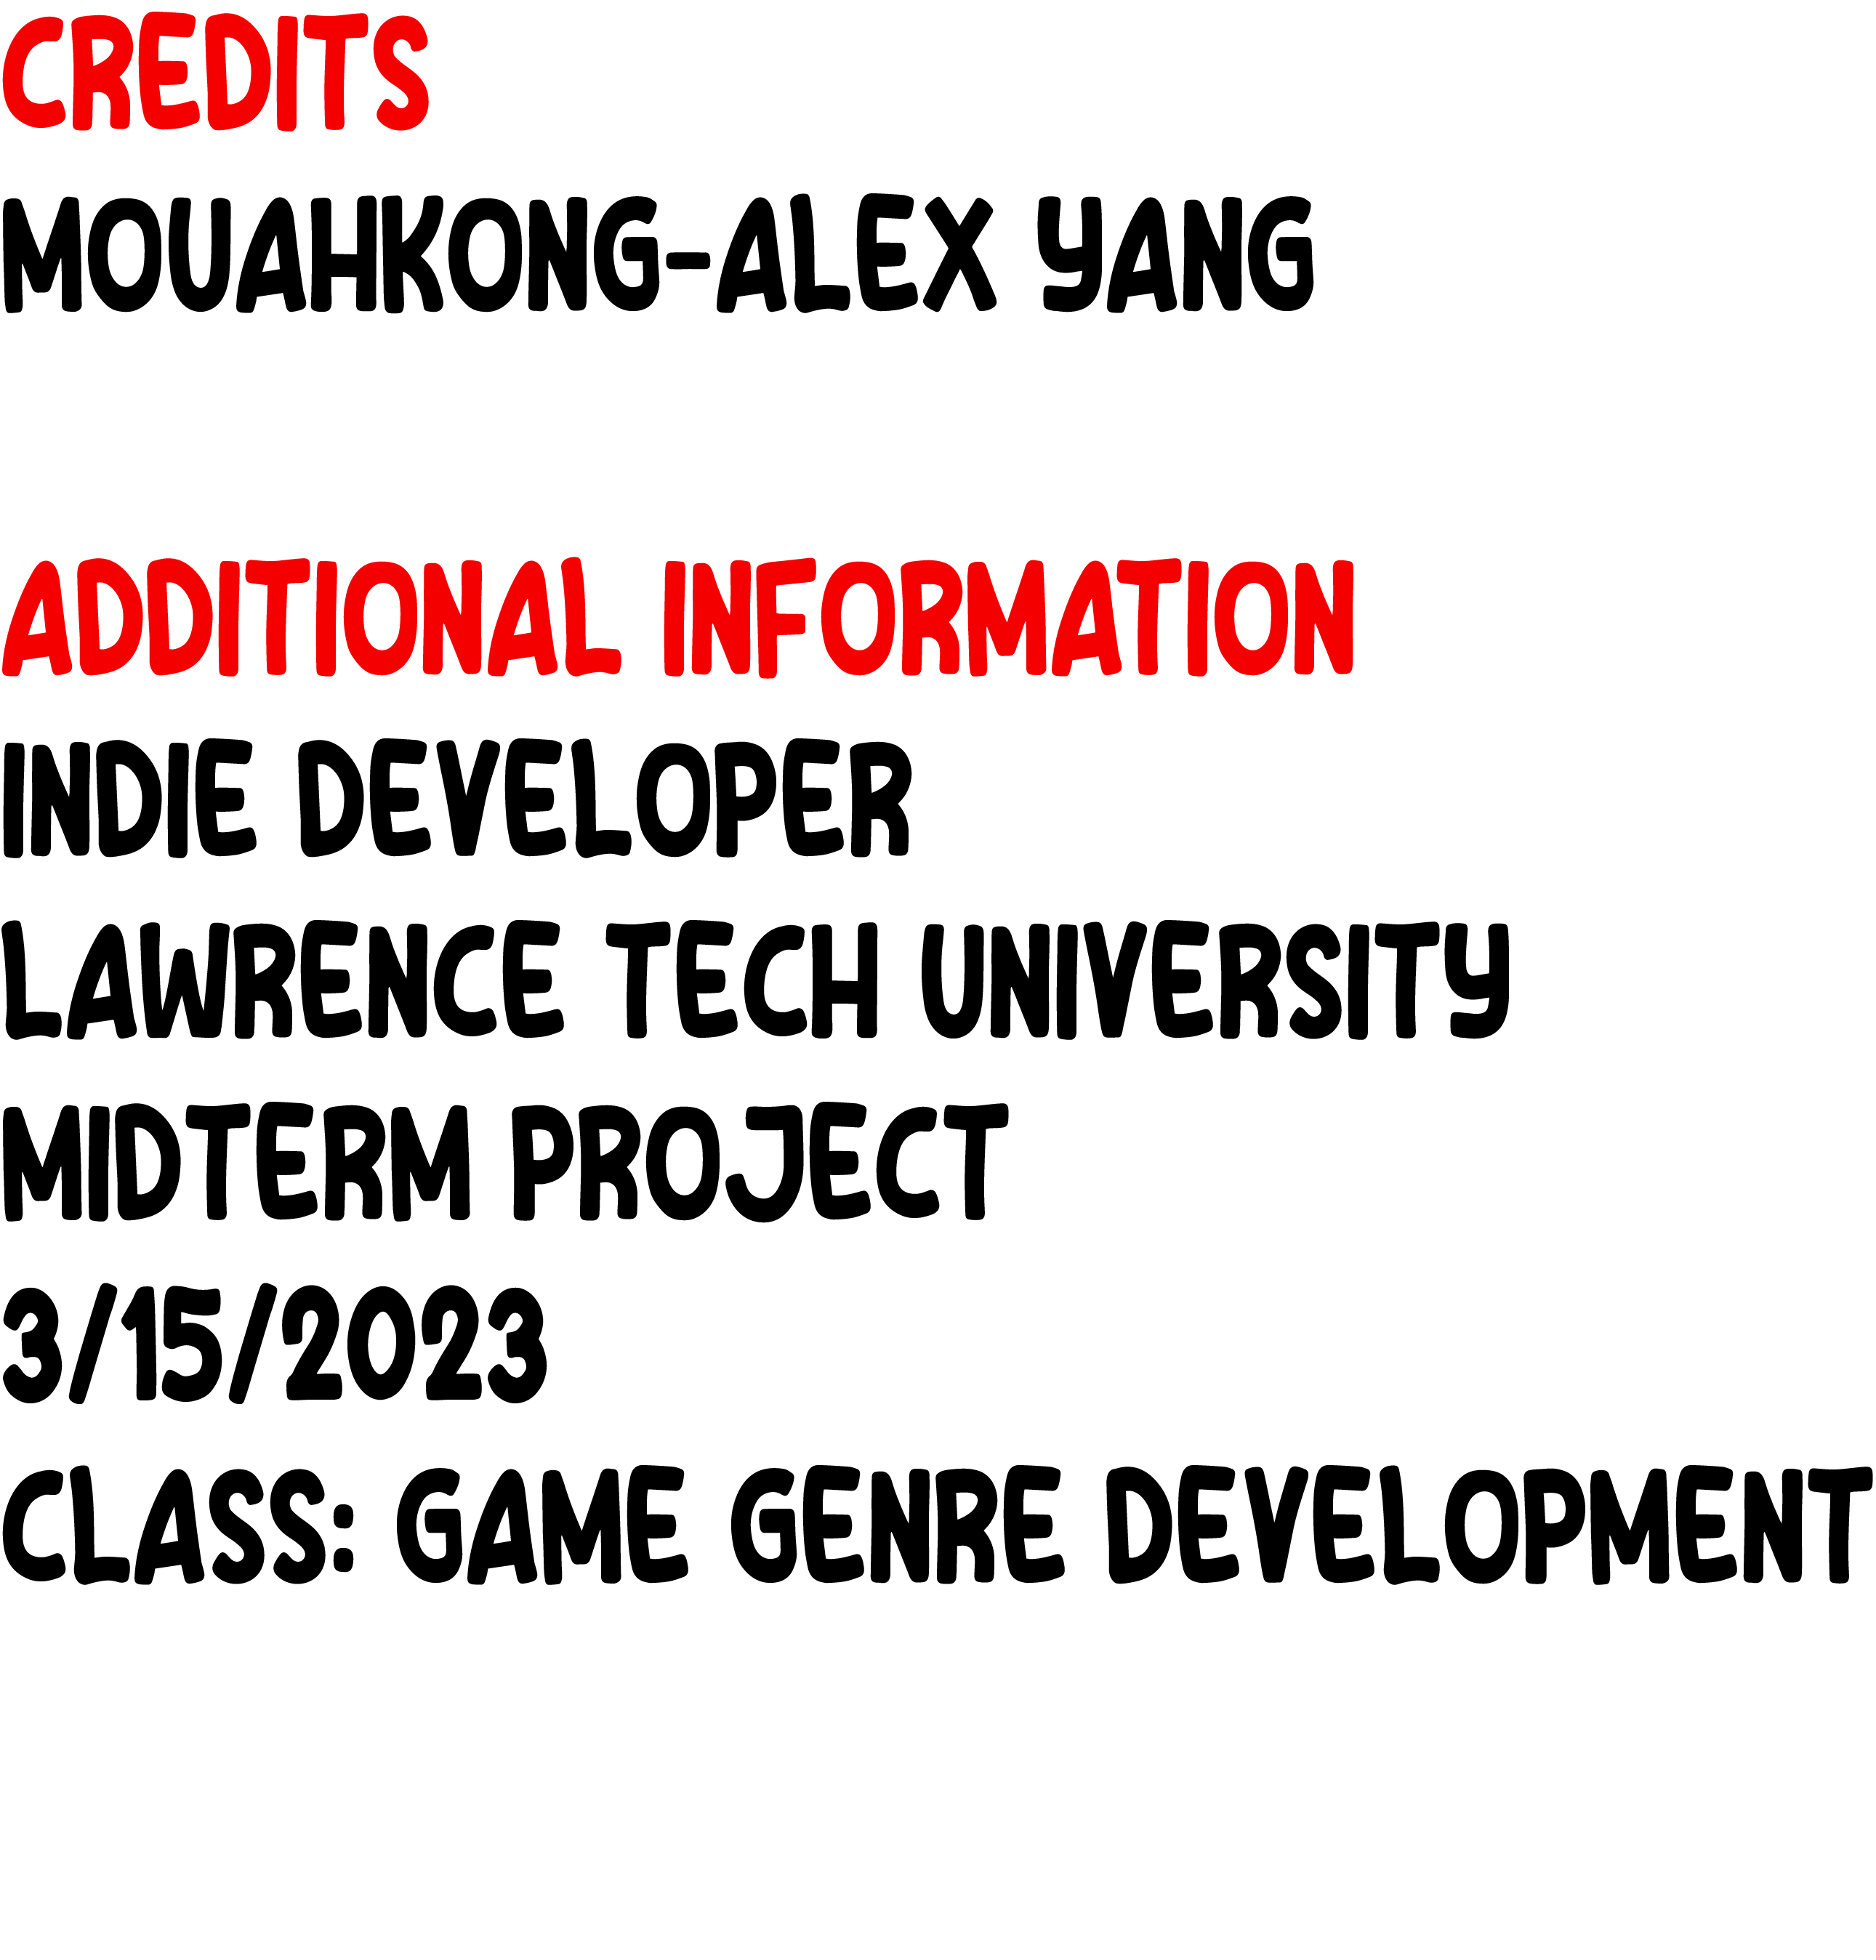 CREDITS
MOUAHKONG-ALEX YANG
ADDITIONAL INFORMATION
INDIE DEVELOPER
LAWRENCE TECH UNIVERSITY
MIDTERM PROJECT
3/15/2023
CLASS: GAME GENRE DEVELOPMENT